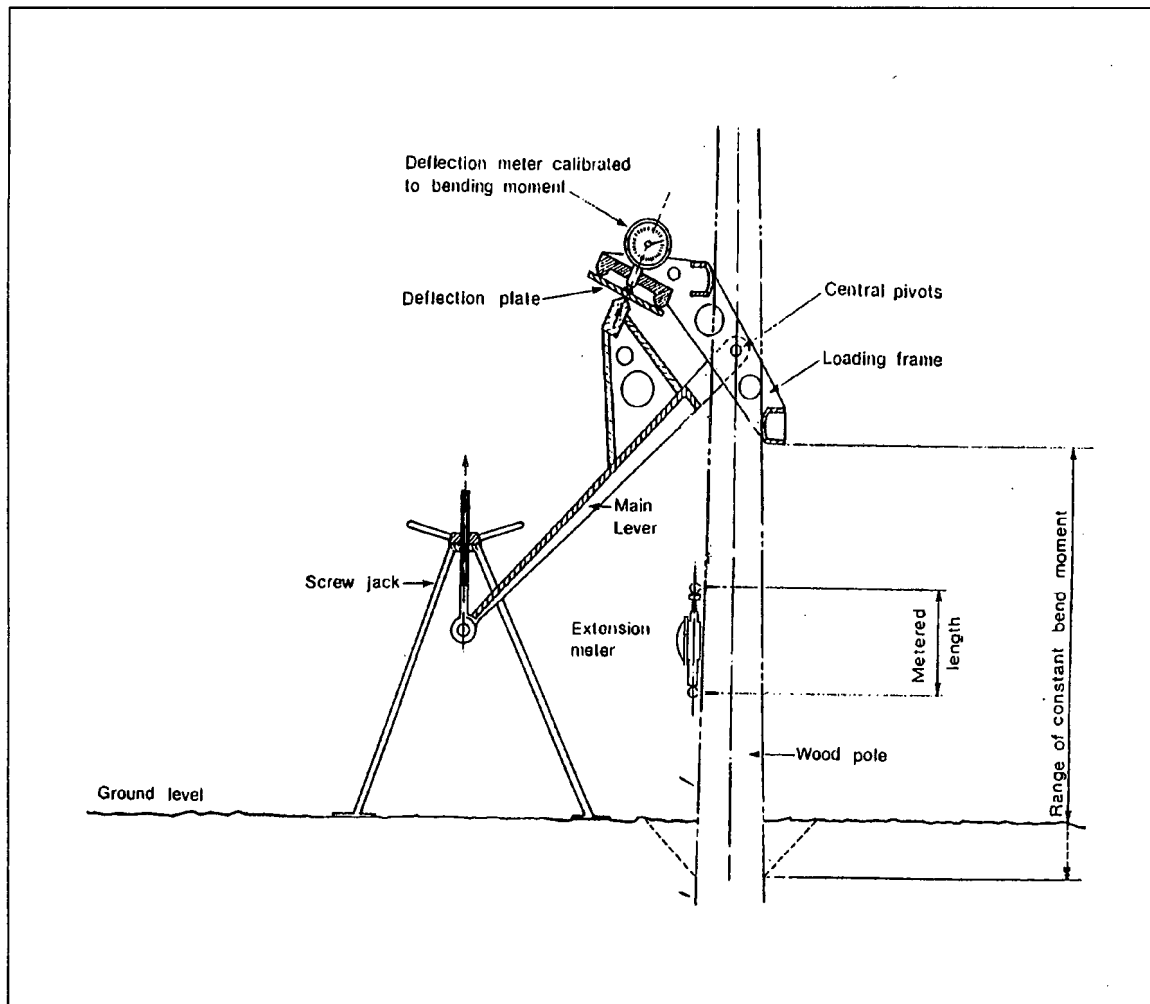 Deflection meter calibrated
to bending moment
Deflection plate
Central pivots
Loading frame
Main
Lever
Screw jack
Extension
meter
Metered
length
Range of constant bend moment
Wood pole
Ground level